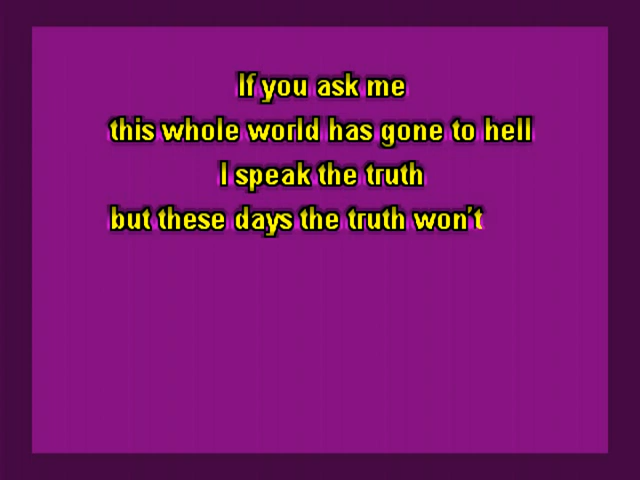 If you ask me
this whole world has gone to hell
I speak the truth
but these days the truth won't